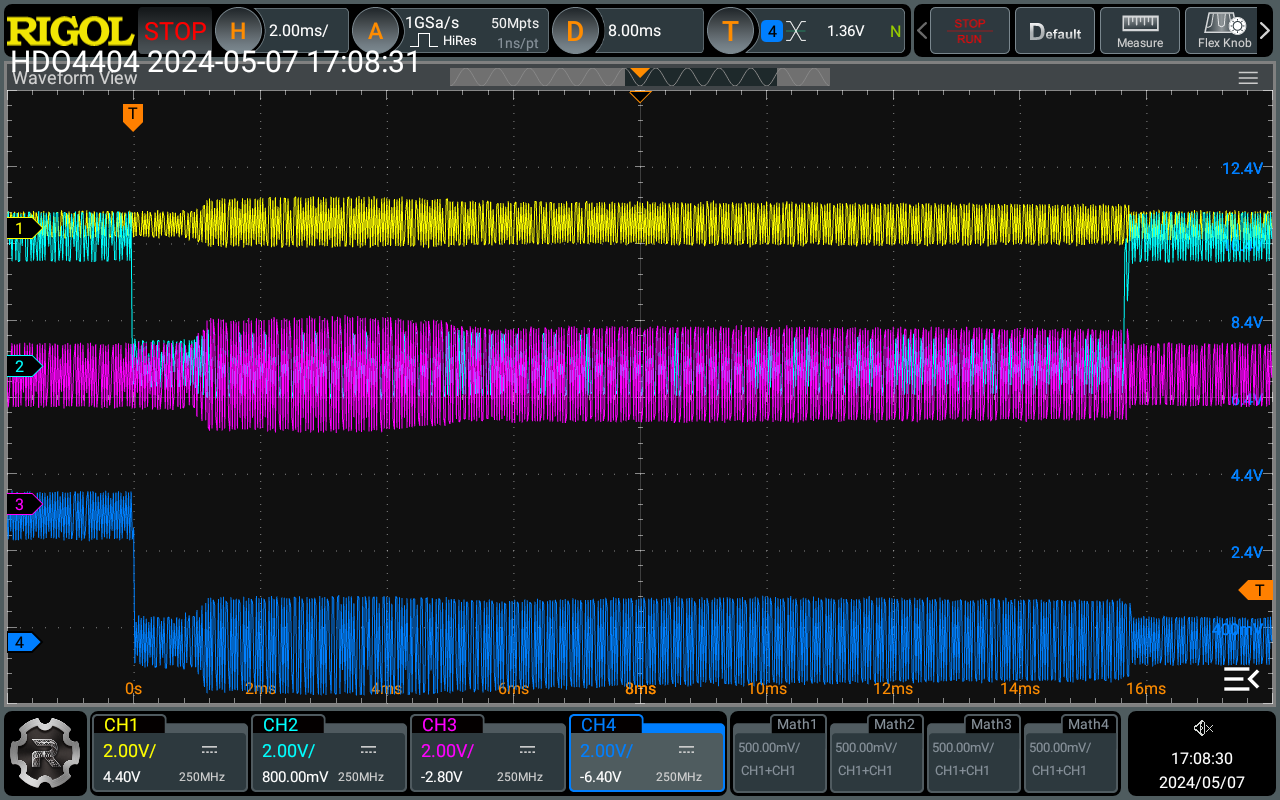 RIGOL STOP H 2.00ms/ A 1GSa/s HiRes 50Mpts 1ns/pt D 8.00ms T 4 1.36V N STOP RUN Default Measure Flex Knob
HDO4404 2024-05-07 17:08:31
Waveform View
T
12.4V
1
8.4V
2
6.4V
4.4V
3
2.4V
T
4
400mV
0s 2ms 4ms 6ms 8ms 10ms 12ms 14ms 16ms
CH1 CH2 CH3 CH4 Math1 Math2 Math3 Math4
2.00V/ 2.00V/ 2.00V/ 2.00V/ 500.00mV/ 500.00mV/ 500.00mV/ 500.00mV/
4.40V 250MHz 800.00mV 250MHz -2.80V 250MHz -6.40V 250MHz CH1+CH1 CH1+CH1 CH1+CH1 CH1+CH1
17:08:30
2024/05/07